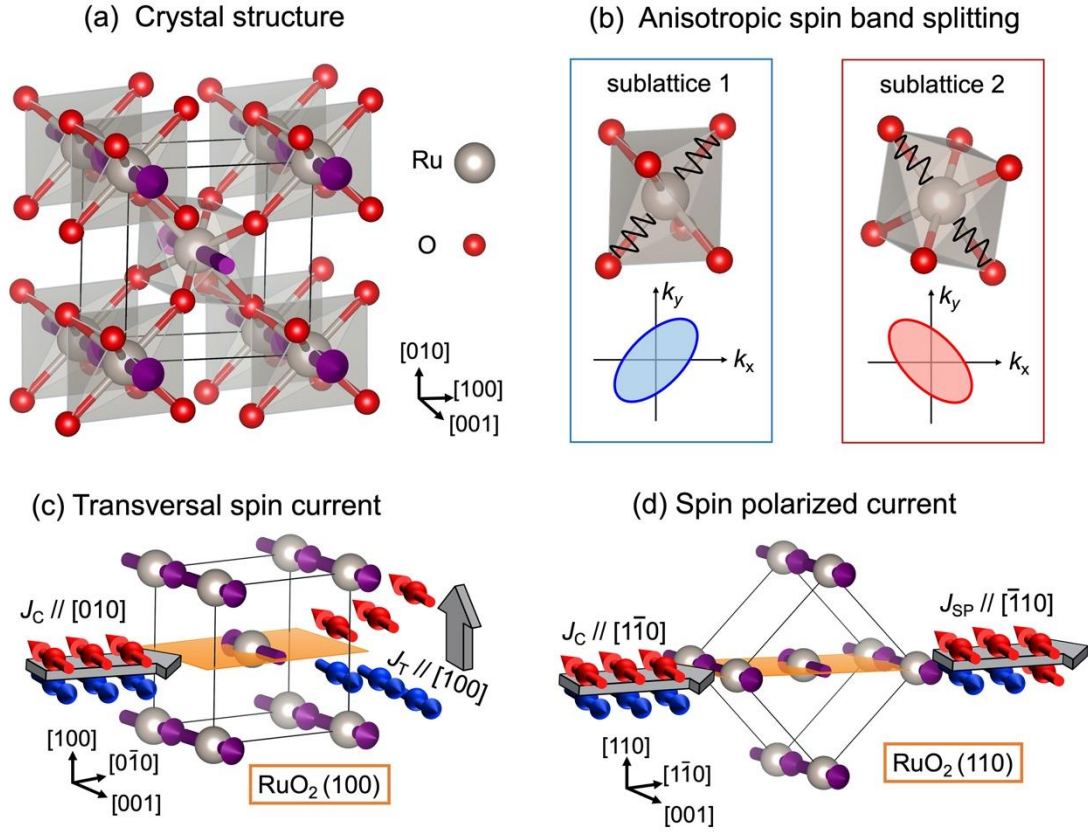 (a) Crystal structure
Ru
O
[010]
[100]
[001]
(b) Anisotropic spin band splitting
sublattice 1
sublattice 2
k_y
k_x
k_y
k_x
(c) Transversal spin current
J_C // [010]
J_T // [100]
[100]
[01̄0]
[001]
RuO₂ (100)
(d) Spin polarized current
J_C // [11̄0]
J_SP // [1̄10]
[110]
[11̄0]
[001]
RuO₂ (110)